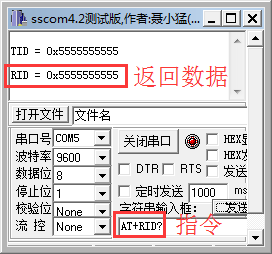 sscom4.2测试版,作者:聂小猛(
TID = 0x5555555555
RID = 0x5555555555 返回数据
打开文件 文件名
串口号 COM5 关闭串口 HEX
波特率 9600 HEX
数据位 8 DTR RTS
停止位 1 定时发送 1000 ms
校验位 None 字符串输入框: 发送
流 控 None AT+RID? 指令